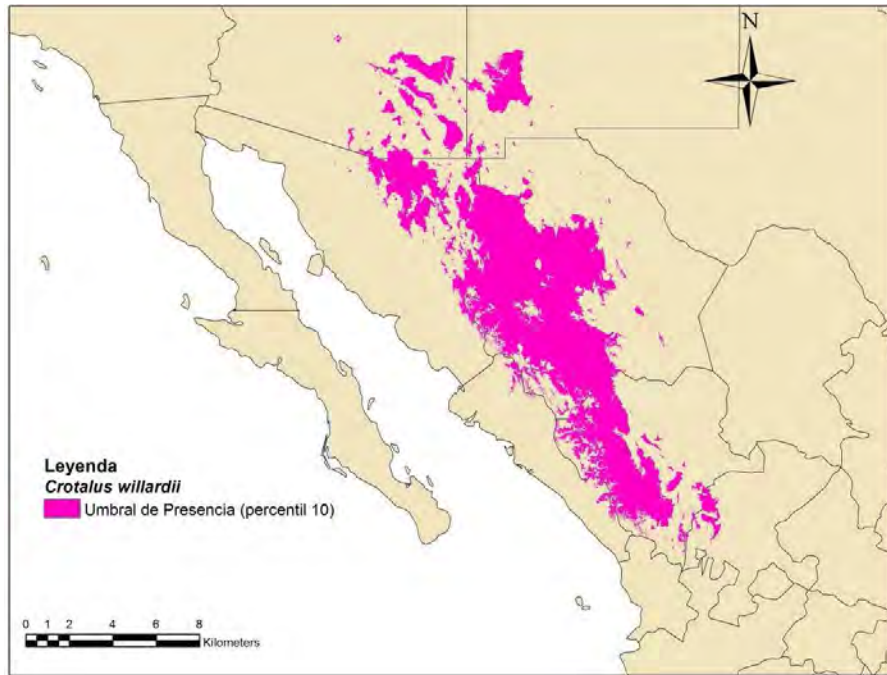 N
Leyenda
Crotalus willardii
Umbral de Presencia (percentil 10)
0 1 2 4 6 8
Kilometers